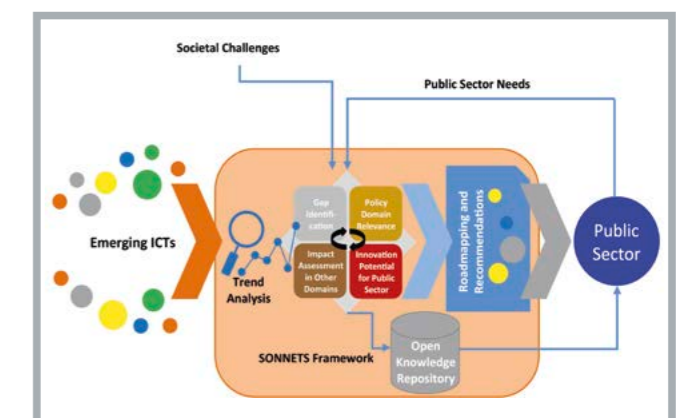 Societal Challenges
Public Sector Needs
Emerging ICTs
Trend
Analysis
Gap
Identifi-
cation
Policy
Domain
Relevance
Impact
Assessment
in Other
Domains
Innovation
Potential
for Public
Sector
Roadmapping and
Recommendations
Public
Sector
SONNETS Framework
Open
Knowledge
Repository